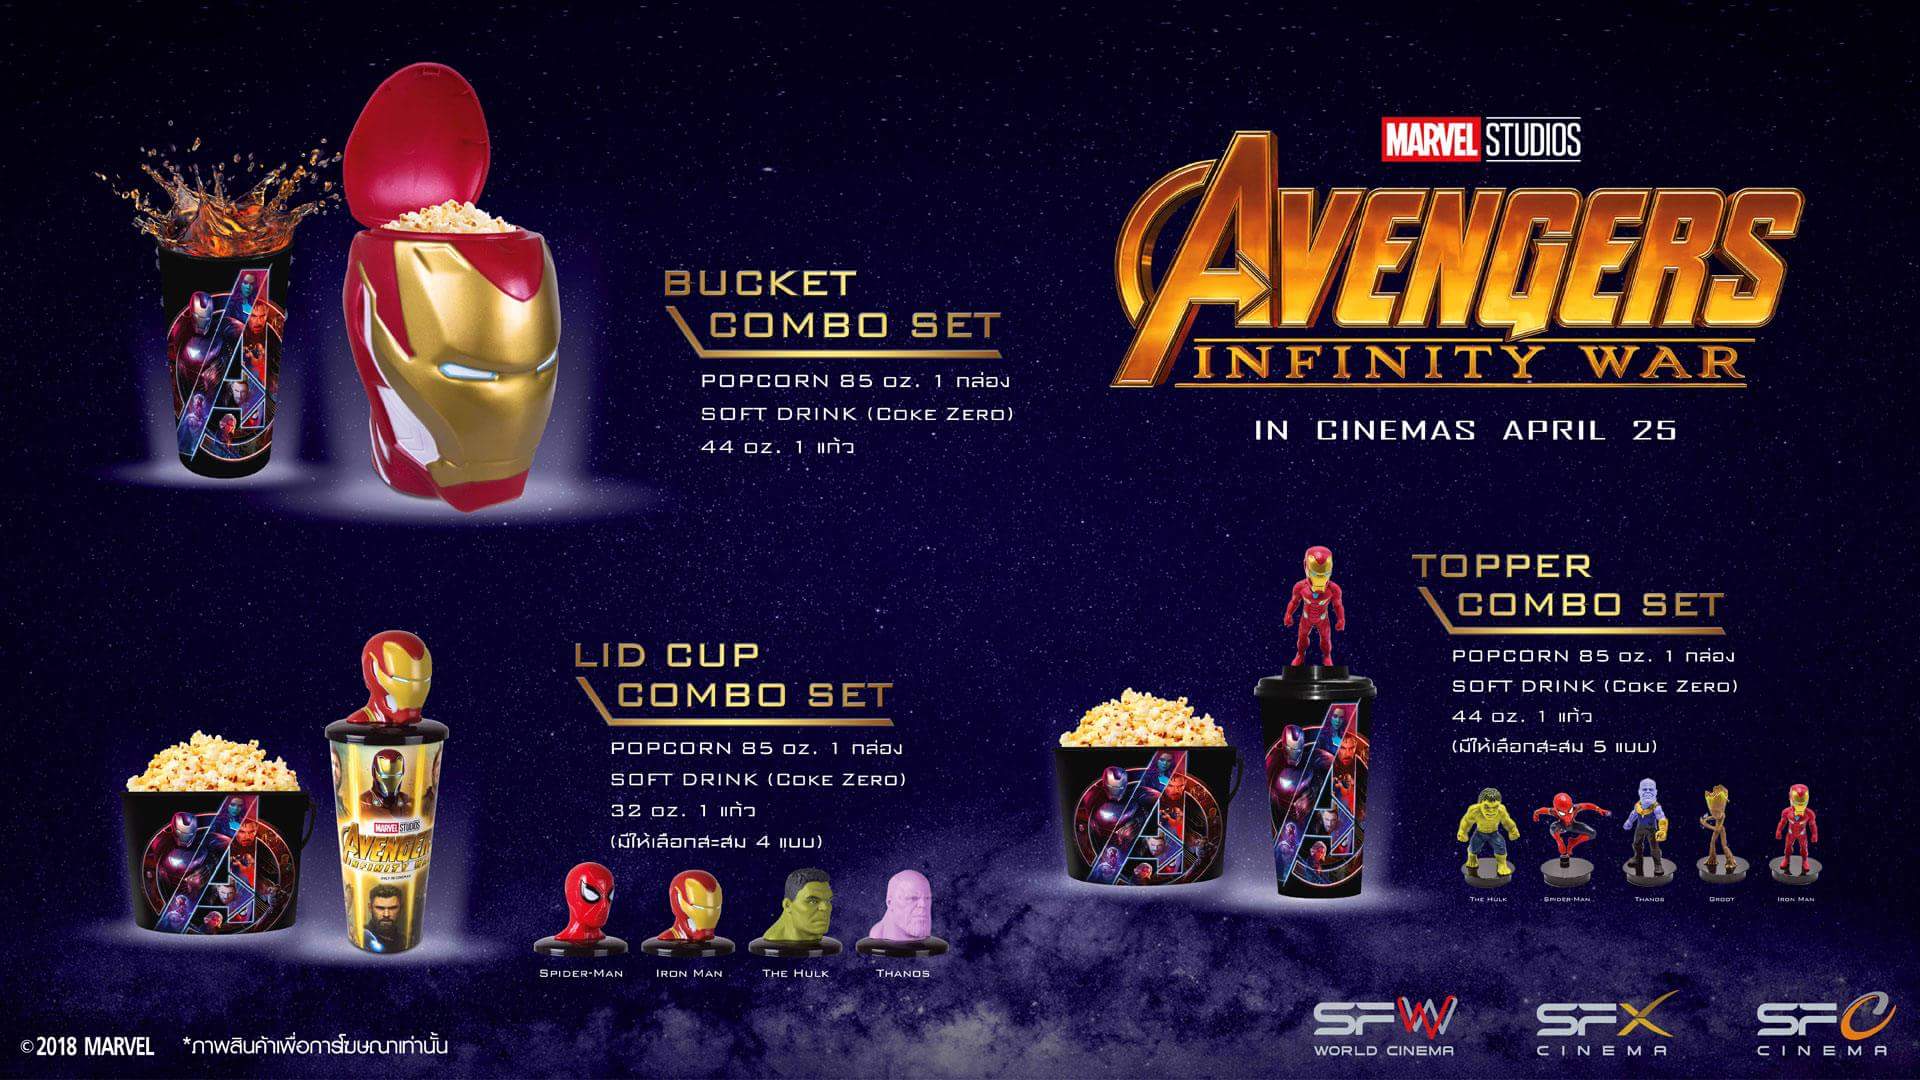 MARVEL STUDIOS
AVENGERS
INFINITY WAR
IN CINEMAS APRIL 25
BUCKET
COMBO SET
POPCORN 85 oz. 1 กล่อง
SOFT DRINK (COKE ZERO)
44 oz. 1 แก้ว
LID CUP
COMBO SET
POPCORN 85 oz. 1 กล่อง
SOFT DRINK (COKE ZERO)
32 oz. 1 แก้ว
(มีให้เลือกสะสม 4 แบบ)
SPIDER-MAN
IRON MAN
THE HULK
THANOS
MARVEL STUDIOS
AVENGERS
INFINITY WAR
TOPPER
COMBO SET
POPCORN 85 oz. 1 กล่อง
SOFT DRINK (COKE ZERO)
44 oz. 1 แก้ว
(มีให้เลือกสะสม 5 แบบ)
THE HULK
SPIDER-MAN
THANOS
GROOT
IRON MAN
©2018 MARVEL
*ภาพสินค้าเพื่อการโฆษณาเท่านั้น
SFW
WORLD CINEMA
SFX
CINEMA
SFC
CINEMA